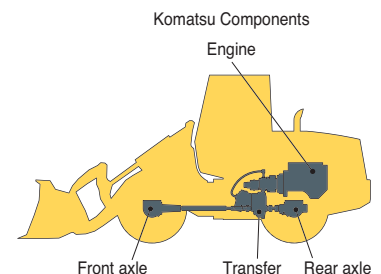 Komatsu Components
Engine
Front axle
Transfer
Rear axle